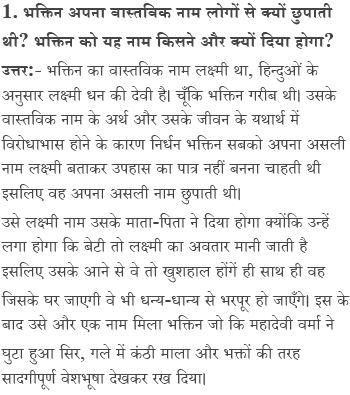 1. भक्तिन अपना वास्तविक नाम लोगों से क्यों छुपाती
थी? भक्तिन को यह नाम किसने और क्यों दिया होगा?
उत्तर:- भक्तिन का वास्तविक नाम लक्ष्मी था, हिन्दुओं के
अनुसार लक्ष्मी धन की देवी है। चूँकि भक्तिन गरीब थी। उसके
वास्तविक नाम के अर्थ और उसके जीवन के यथार्थ में
विरोधाभास होने के कारण निर्धन भक्तिन सबको अपना असली
नाम लक्ष्मी बताकर उपहास का पात्र नहीं बनना चाहती थी
इसलिए वह अपना असली नाम छुपाती थी।
उसे लक्ष्मी नाम उसके माता-पिता ने दिया होगा क्योंकि उन्हें
लगा होगा कि बेटी तो लक्ष्मी का अवतार मानी जाती है
इसलिए उसके आने से वे तो खुशहाल होंगें ही साथ ही वह
जिसके घर जाएगी वे भी धन्य-धान्य से भरपूर हो जाएँगे। इस के
बाद उसे और एक नाम मिला भक्तिन जो कि महादेवी वर्मा ने
घुटा हुआ सिर, गले में कंठी माला और भक्तों की तरह
सादगीपूर्ण वेशभूषा देखकर रख दिया।